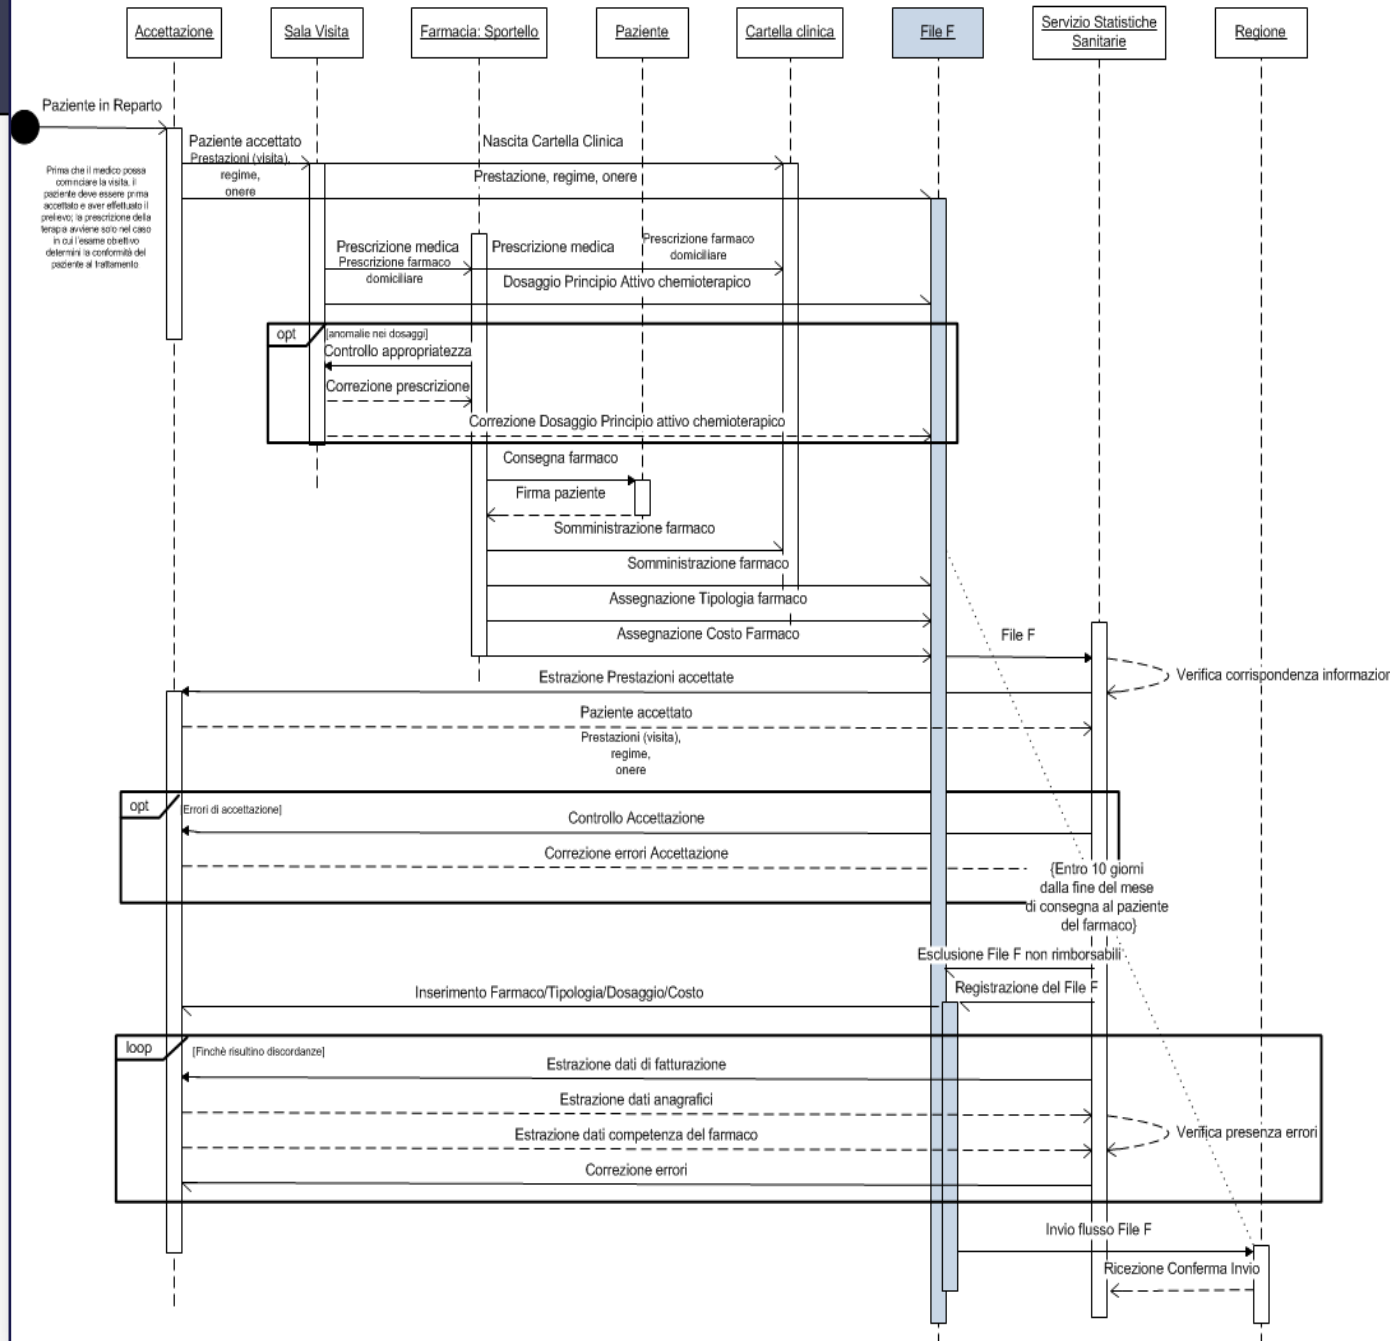 Accettazione
Sala Visita
Farmacia: Sportello
Paziente
Cartella clinica
File F
Servizio Statistiche
Sanitarie
Regione
Paziente in Reparto
Prima che il medico possa
cominciare la visita, il
paziente deve essere prima
accettato e aver effettuato il
prelievo; la prescrizione della
terapia avviene solo nel caso
in cui l'esame obiettivo
determini la conformità del
paziente al trattamento
Paziente accettato
Prestazioni (visita),
regime,
onere
Nascita Cartella Clinica
Prestazione, regime, onere
Prescrizione medica
Prescrizione farmaco
domiciliare
Prescrizione medica
Prescrizione farmaco
domiciliare
Dosaggio Principio Attivo chemioterapico
opt
[anomalie nei dosaggi]
Controllo appropriatezza
Correzione prescrizione
Correzione Dosaggio Principio attivo chemioterapico
Consegna farmaco
Firma paziente
Somministrazione farmaco
Somministrazione farmaco
Assegnazione Tipologia farmaco
Assegnazione Costo Farmaco
File F
Verifica corrispondenza informazior
Estrazione Prestazioni accettate
Paziente accettato
Prestazioni (visita),
regime,
onere
opt
[Errori di accettazione]
Controllo Accettazione
Correzione errori Accettazione
{Entro 10 giorni
dalla fine del mese
di consegna al paziente
del farmaco}
Esclusione File F non rimborsabili
Registrazione del File F
Inserimento Farmaco/Tipologia/Dosaggio/Costo
loop
[Finchè risultino discordanze]
Estrazione dati di fatturazione
Estrazione dati anagrafici
Estrazione dati competenza del farmaco
Verifica presenza errori
Correzione errori
Invio flusso File F
Ricezione Conferma Invio